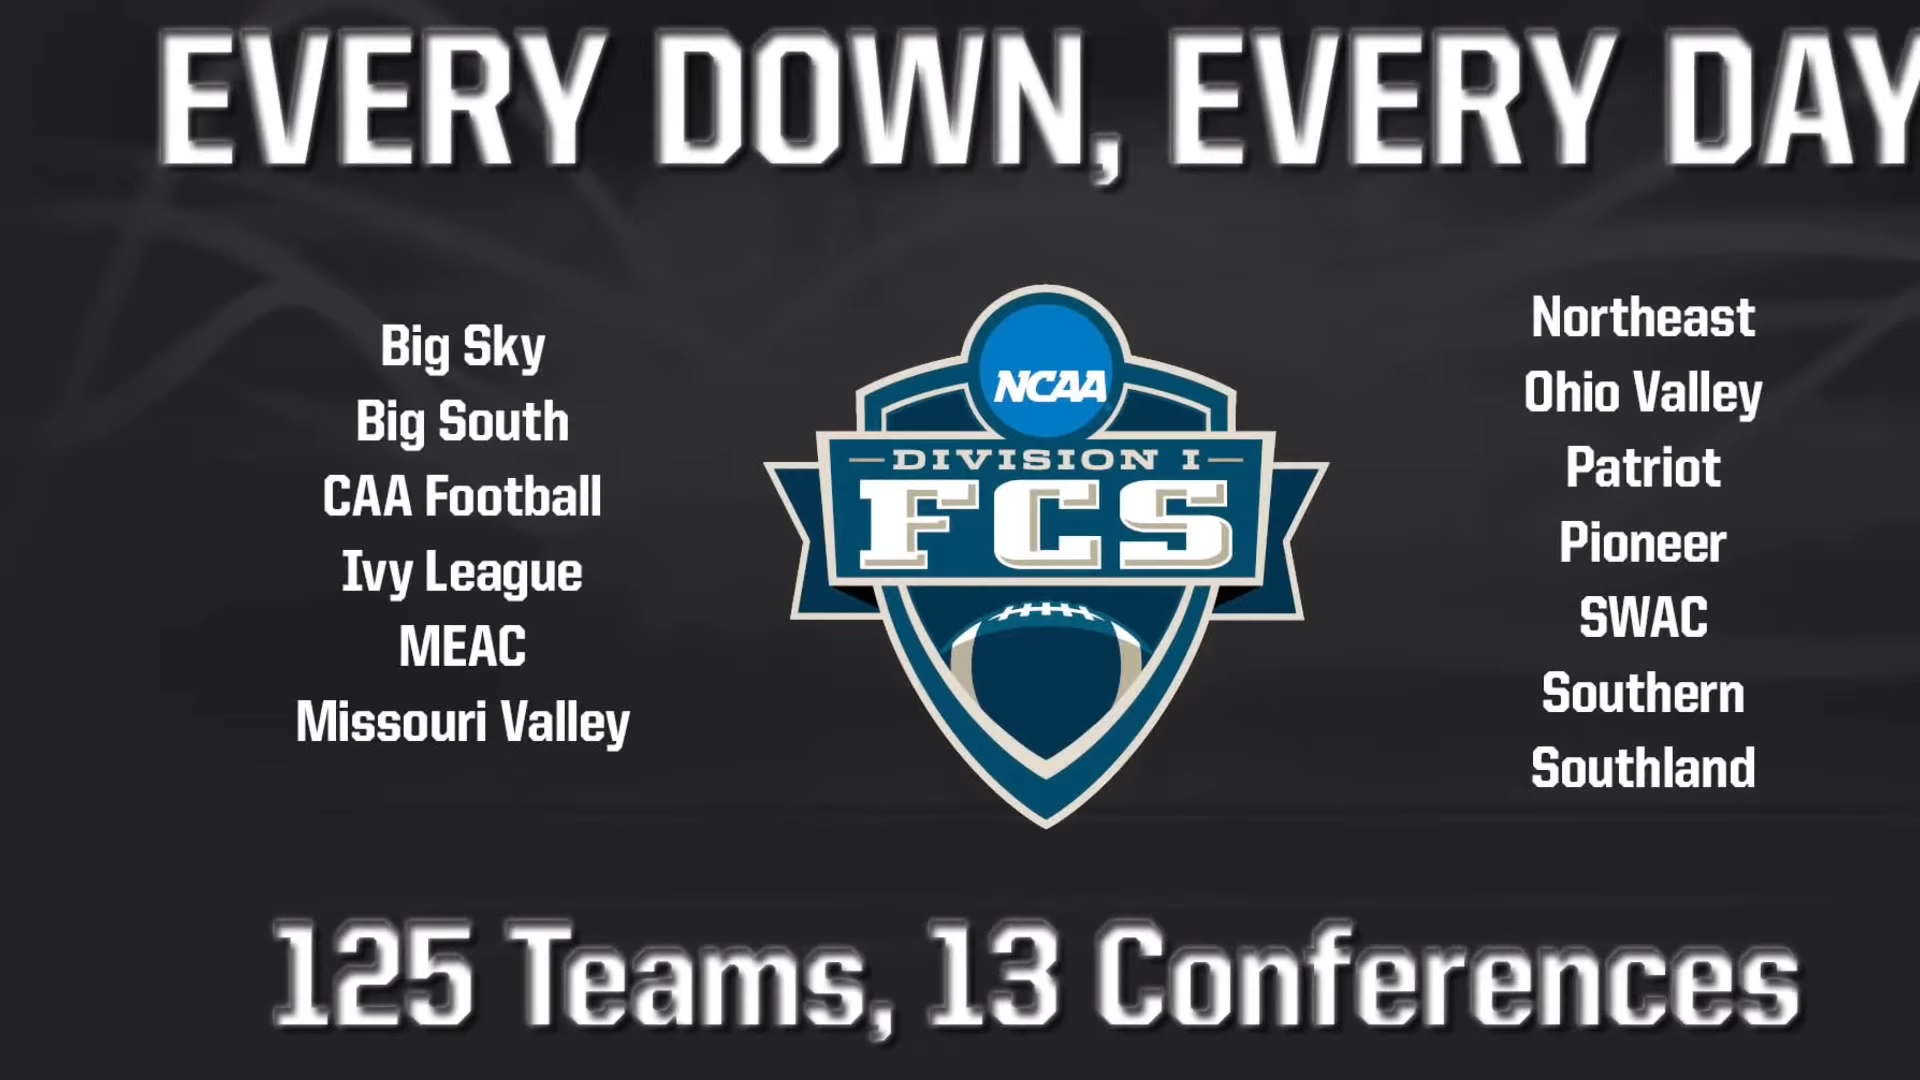 EVERY DOWN, EVERY DAY
Big Sky
Big South
CAA Football
Ivy League
MEAC
Missouri Valley
NCAA
DIVISION I
FCS
Northeast
Ohio Valley
Patriot
Pioneer
SWAC
Southern
Southland
125 Teams, 13 Conferences